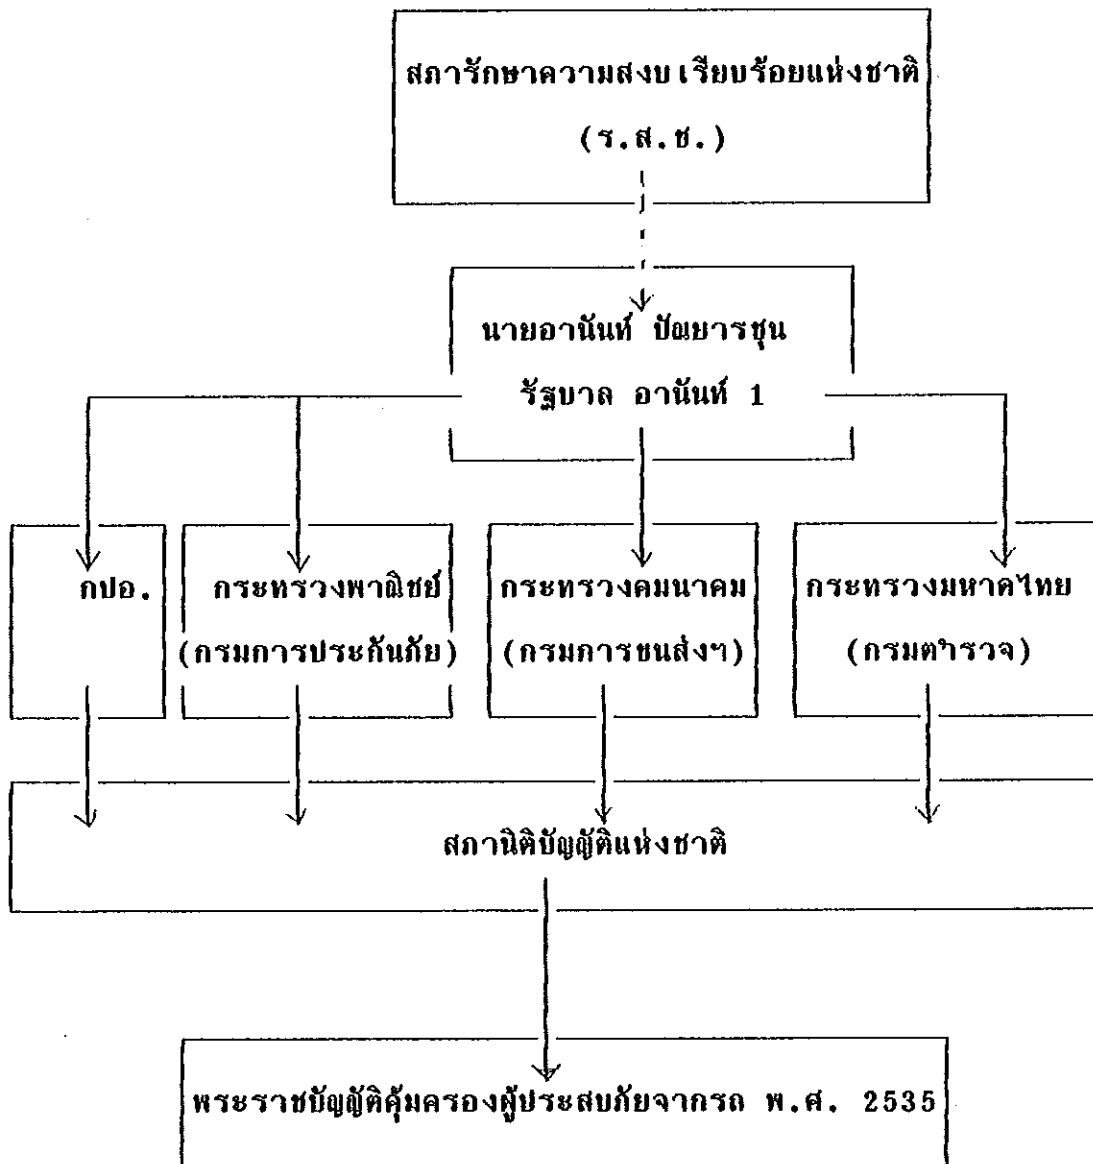 สภารักษาความสงบเรียบร้อยแห่งชาติ
(ร.ส.ช.)
นายอานันท์ ปัณยารชุน
รัฐบาล อานันท์ 1
กปอ. กระทรวงพาณิชย์ กระทรวงคมนาคม กระทรวงมหาดไทย
(กรมการประกันภัย) (กรมการขนส่งฯ) (กรมตำรวจ)
สภานิติบัญญัติแห่งชาติ
พระราชบัญญัติคุ้มครองผู้ประสบภัยจากรถ พ.ศ. 2535